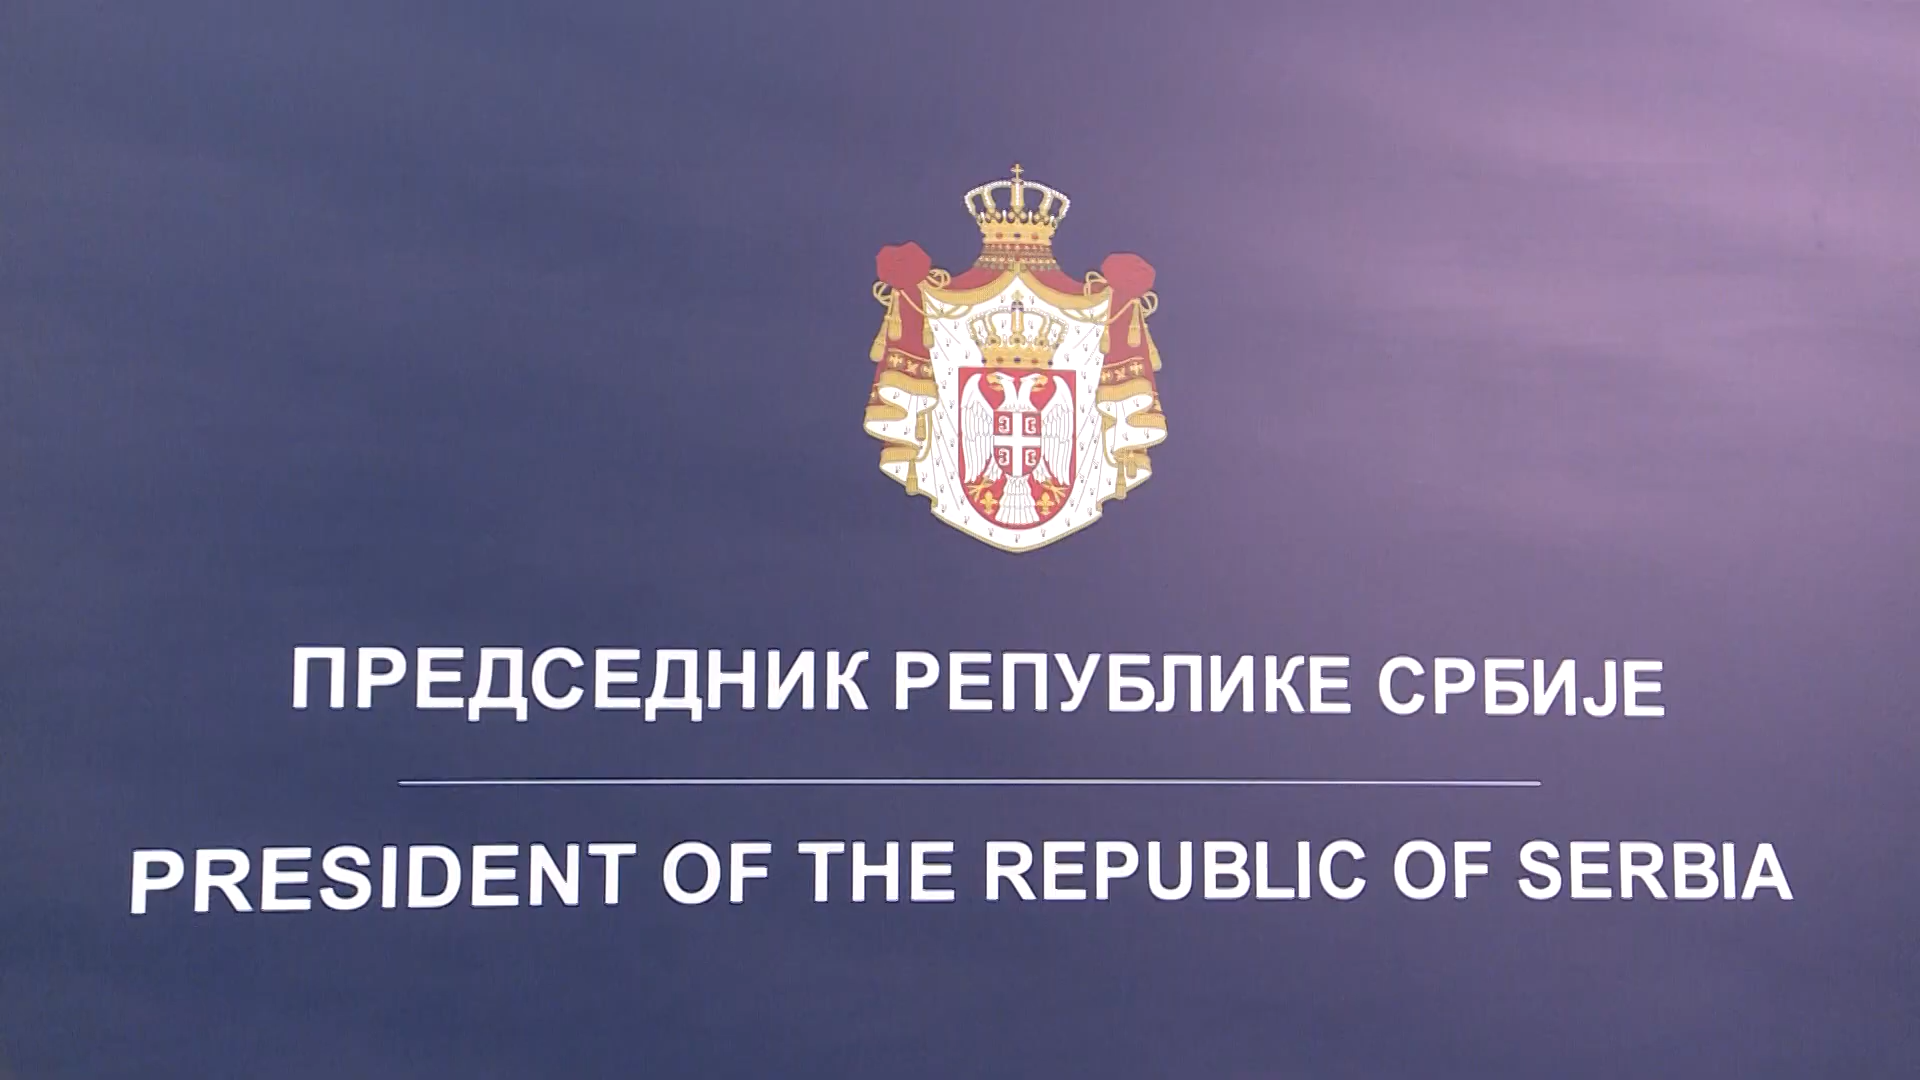 ПРЕДСЕДНИК РЕПУБЛИКЕ СРБИЈЕ
PRESIDENT OF THE REPUBLIC OF SERBIA